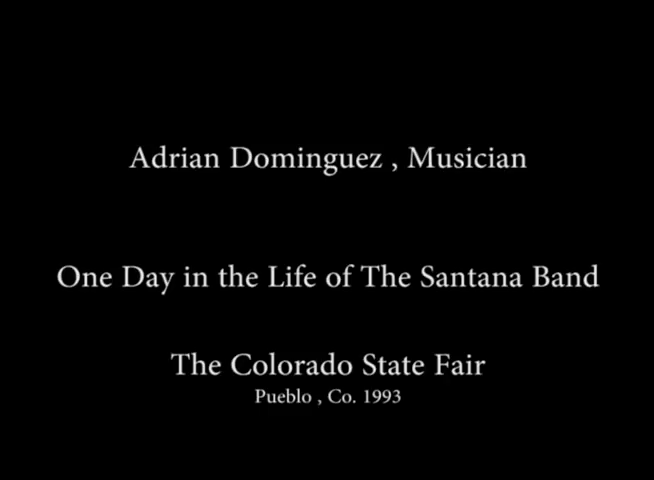 Adrian Dominguez , Musician
One Day in the Life of The Santana Band
The Colorado State Fair
Pueblo , Co. 1993